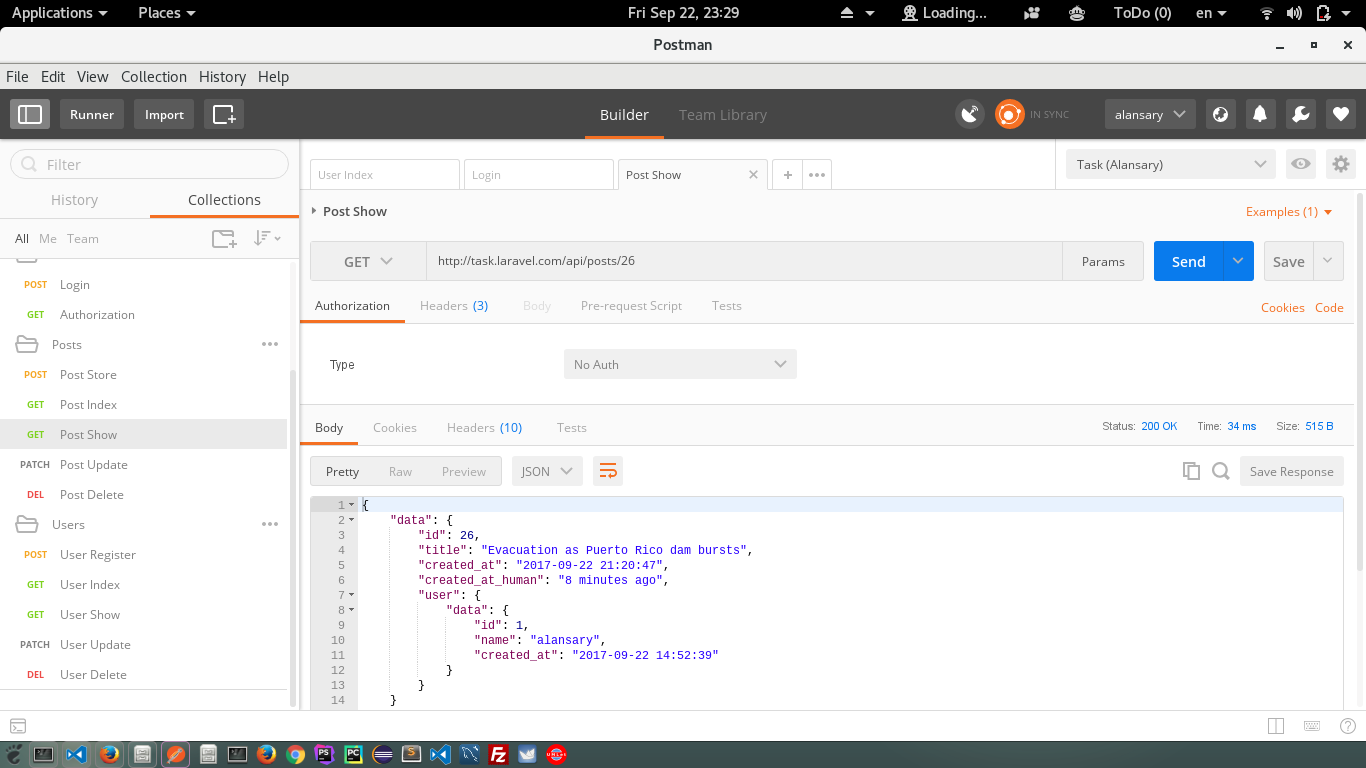 Applications Places Fri Sep 22, 23:29 Loading... ToDo (0) en
Postman
File Edit View Collection History Help
Runner Import Builder Team Library IN SYNC alansary
Filter
History Collections
All Me Team
POST Login
GET Authorization
Posts
POST Post Store
GET Post Index
GET Post Show
PATCH Post Update
DEL Post Delete
Users
POST User Register
GET User Index
GET User Show
PATCH User Update
DEL User Delete
User Index Login Post Show Task (Alansary)
Post Show Examples (1)
GET http://task.laravel.com/api/posts/26 Params Send Save
Authorization Headers (3) Body Pre-request Script Tests Cookies Code
Type No Auth
Body Cookies Headers (10) Tests Status: 200 OK Time: 34 ms Size: 515 B
Pretty Raw Preview JSON Save Response
1 {
2 "data": {
3 "id": 26,
4 "title": "Evacuation as Puerto Rico dam bursts",
5 "created_at": "2017-09-22 21:20:47",
6 "created_at_human": "8 minutes ago",
7 "user": {
8 "data": {
9 "id": 1,
10 "name": "alansary",
11 "created_at": "2017-09-22 14:52:39"
12 }
13 }
14 }